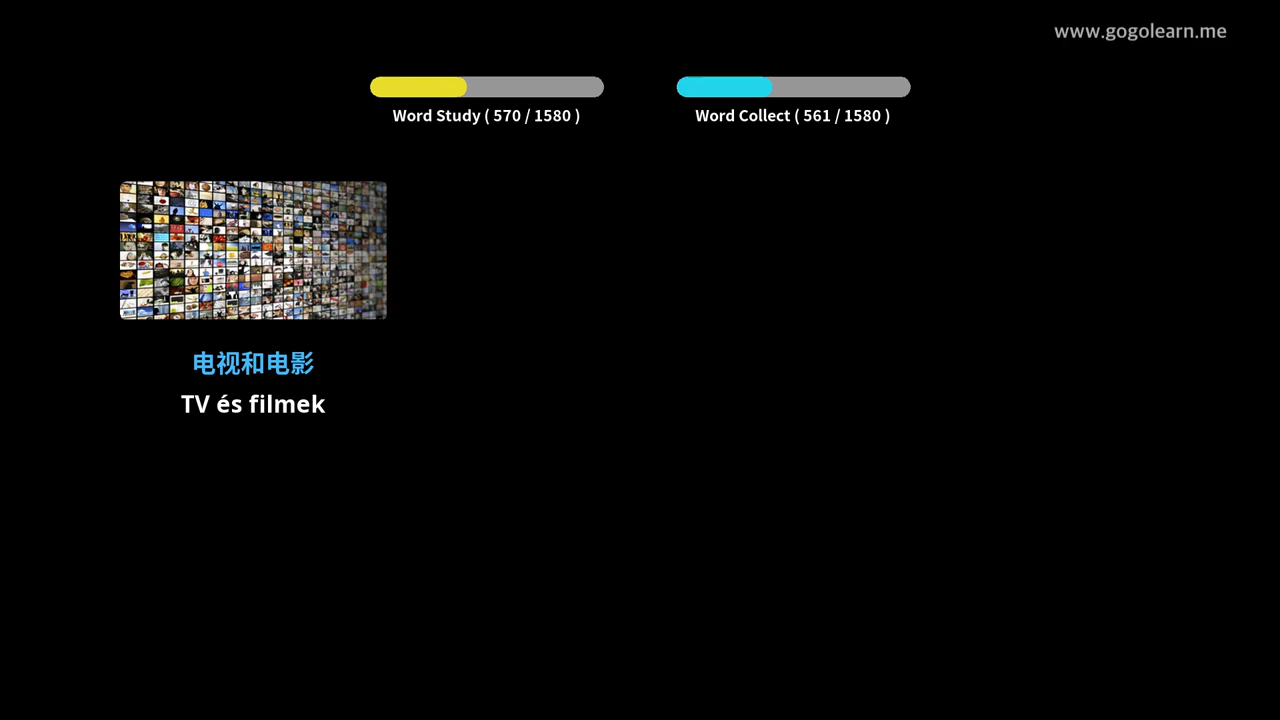 www.gogolearn.me
Word Study ( 570 / 1580 )
Word Collect ( 561 / 1580 )
电视和电影
TV és filmek